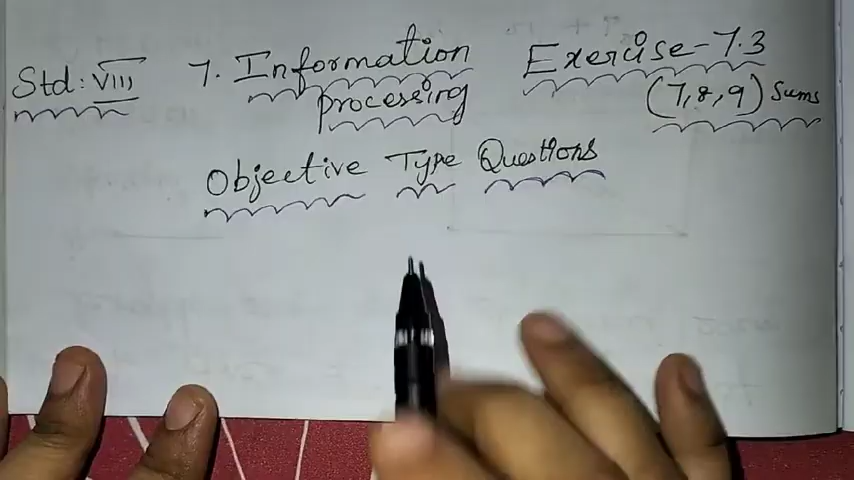 Std: VIII 7. Information processing
Exercise-7.3
(7,8,9) Sums
Objective Type Questions